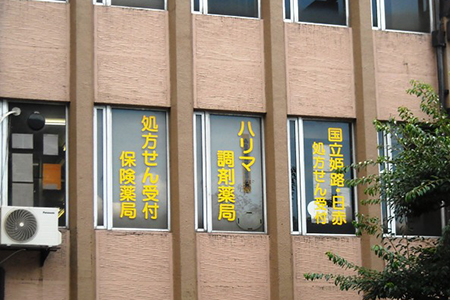 処方せん受付
保険薬局
ハリマ
調剤薬局
国立姫路・日赤
処方せん受付
Panasonic